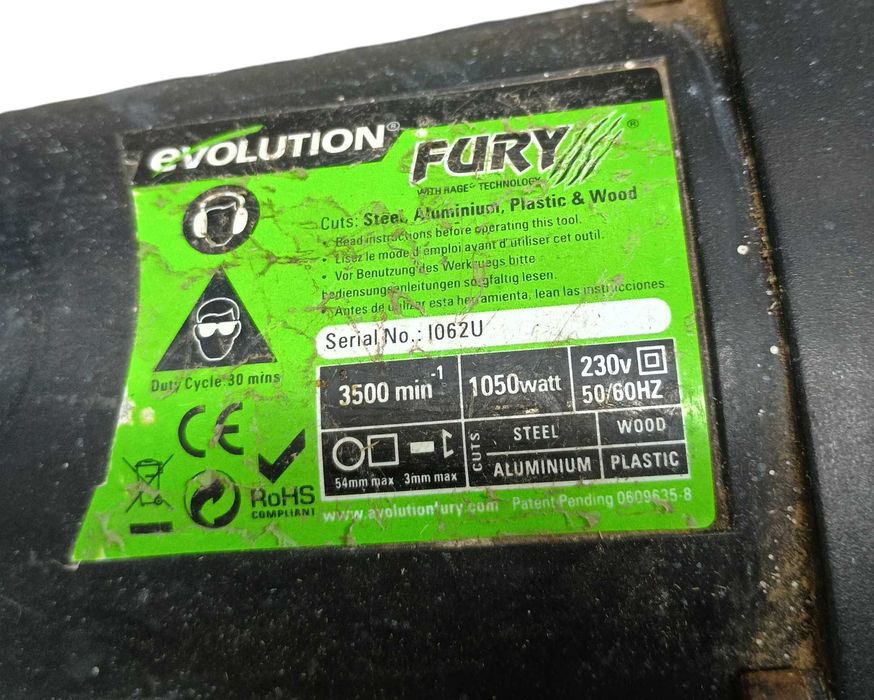 evolution®
FURY®
WITH RAGE® TECHNOLOGY
Cuts: Steel, Aluminium, Plastic & Wood
• Read instructions before operating this tool.
• Lisez le mode d'emploi avant d'utiliser cet outil.
• Vor Benutzung des Werkzuegs bitte
Bedienungsanleitungen sorgfaltig lesen.
• Antes de utilizar esta herramienta, lean las instrucciones
Serial No.: I062U
Duty Cycle 30 mins
3500 min-1
1050watt
230v
50/60HZ
54mm max
3mm max
CUTS
STEEL
WOOD
ALUMINIUM
PLASTIC
CE
RoHS
COMPLIANT
www.evolutionfury.com
Patent Pending 0609635·8